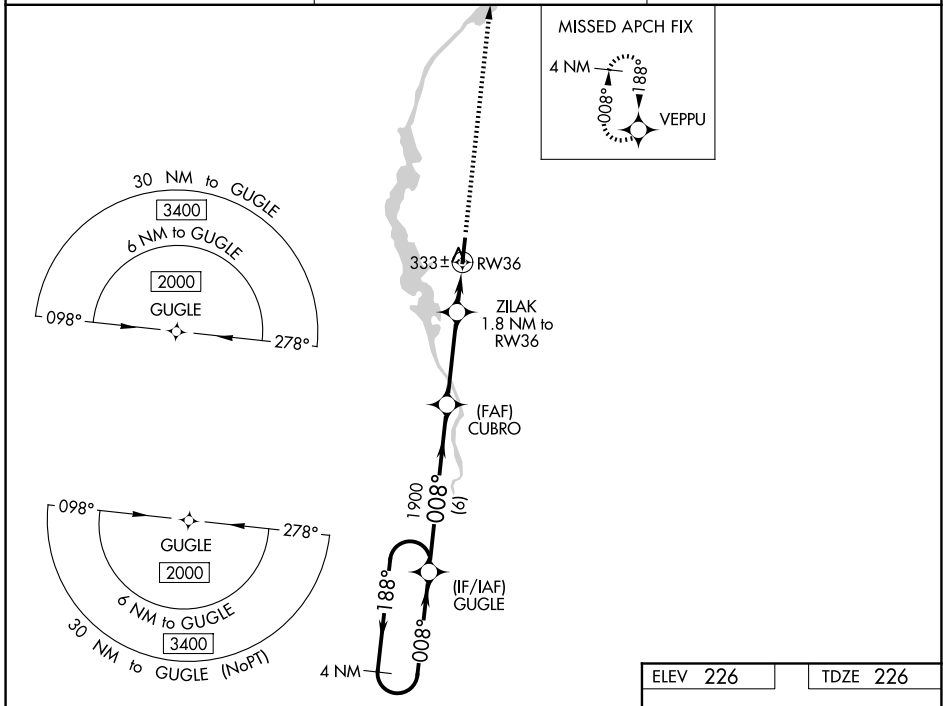 MISSED APCH FIX
4 NM
008°
188°
VEPPU
30 NM to GUGLE
3400
6 NM to GUGLE
2000
GUGLE
098°
278°
333± RW36
ZILAK
1.8 NM to
RW36
(FAF)
CUBRO
1900
008°
(6)
098°
278°
GUGLE
2000
6 NM to GUGLE
3400
30 NM to GUGLE (NoPT)
(IF/IAF)
GUGLE
188°
008°
4 NM
ELEV 226
TDZE 226